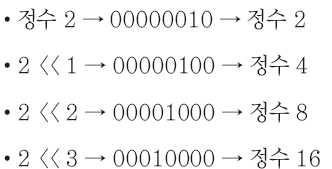 • 정수 2 → 00000010 → 정수 2
• 2 << 1 → 00000100 → 정수 4
• 2 << 2 → 00001000 → 정수 8
• 2 << 3 → 00010000 → 정수 16